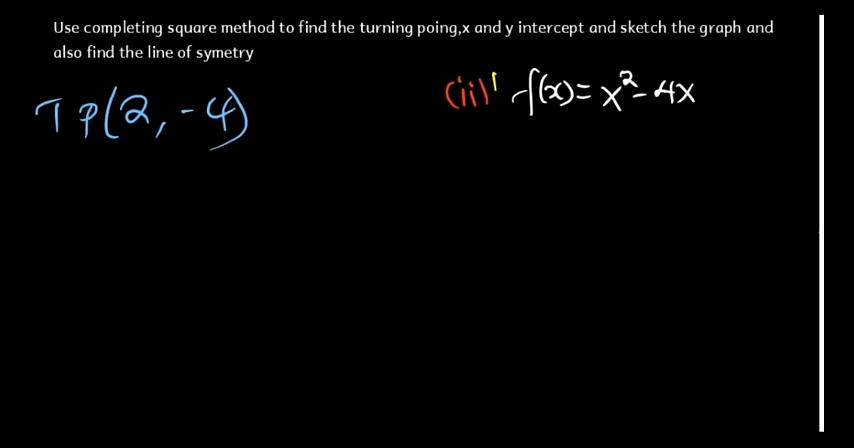 Use completing square method to find the turning poing,x and y intercept and sketch the graph and
also find the line of symetry
TP(2, -4)
(ii) f(x) = x² - 4x